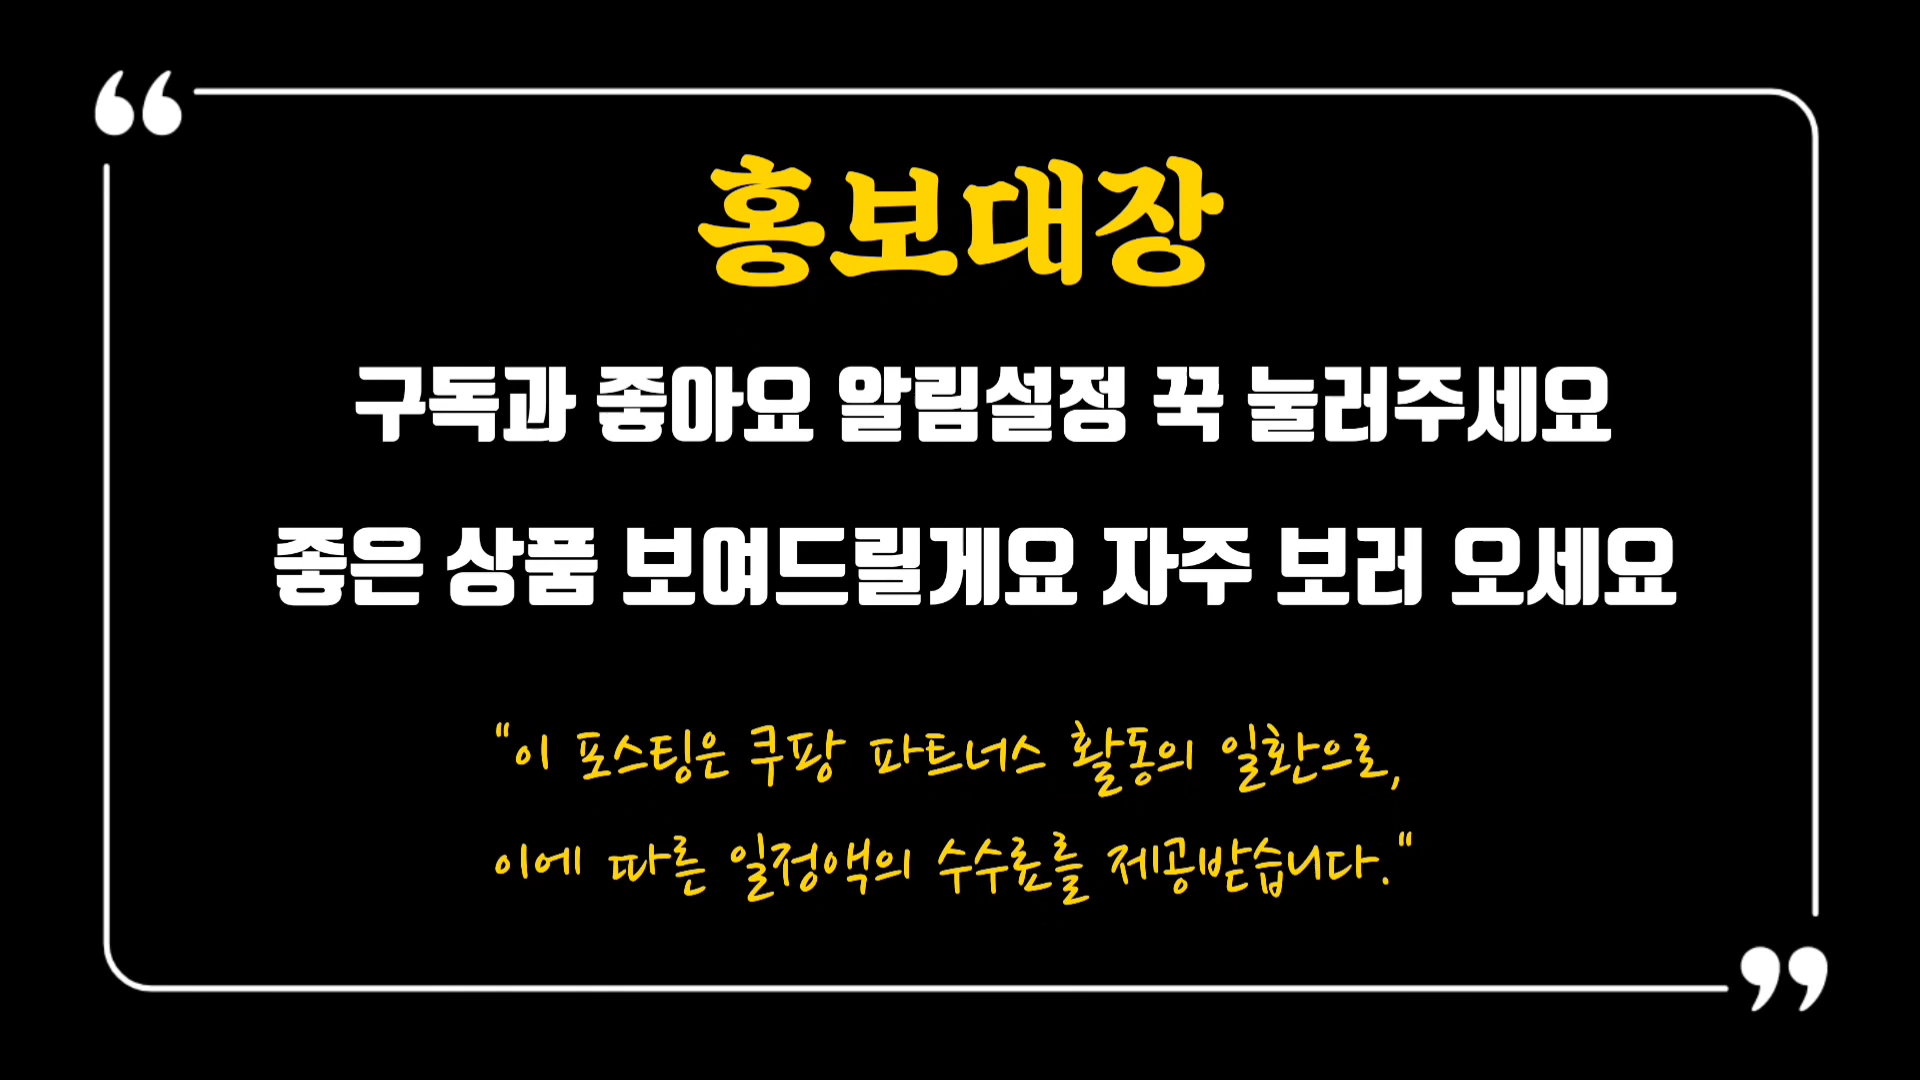 홍보대장
구독과 좋아요 알림설정 꾹 눌러주세요
좋은 상품 보여드릴게요 자주 보러 오세요
"이 포스팅은 쿠팡 파트너스 활동의 일환으로,
이에 따른 일정액의 수수료를 제공받습니다."